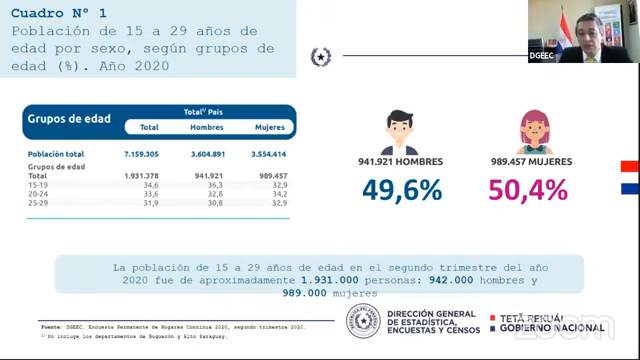 Cuadro N° 1
Población de 15 a 29 años de
edad por sexo, según grupos de
edad (%). Año 2020
DGEEC
Grupos de edad
Total¹/ País
Total Hombres Mujeres
Población total 7.159.305 3.604.891 3.554.414
Grupos de edad
Total 1.931.378 941.921 989.457
15-19 34,6 36,3 32,9
20-24 33,6 32,8 34,2
25-29 31,9 30,8 32,9
941.921 HOMBRES
49,6%
989.457 MUJERES
50,4%
La población de 15 a 29 años de edad en el segundo trimestre del año
2020 fue de aproximadamente 1.931.000 personas: 942.000 hombres y
989.000 mujeres
Fuente: DGEEC. Encuesta Permanente de Hogares Continua 2020, segundo trimestre 2020.
1/ No incluye los departamentos de Boquerón y Alto Paraguay.
DIRECCIÓN GENERAL
DE ESTADÍSTICA,
ENCUESTAS Y CENSOS
TETÃ REKUÁI
GOBIERNO NACIONAL
zoom